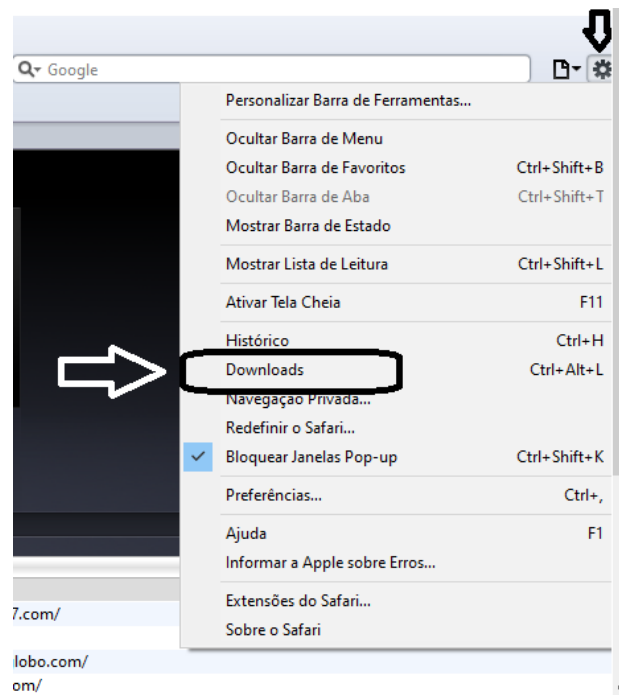 Google
Personalizar Barra de Ferramentas...
Ocultar Barra de Menu
Ocultar Barra de Favoritos Ctrl+Shift+B
Ocultar Barra de Aba Ctrl+Shift+T
Mostrar Barra de Estado
Mostrar Lista de Leitura Ctrl+Shift+L
Ativar Tela Cheia F11
Histórico Ctrl+H
Downloads Ctrl+Alt+L
Navegação Privada...
Redefinir o Safari...
Bloquear Janelas Pop-up Ctrl+Shift+K
Preferências... Ctrl+,
Ajuda F1
Informar a Apple sobre Erros...
Extensões do Safari...
7.com/
Sobre o Safari
lobo.com/
om/